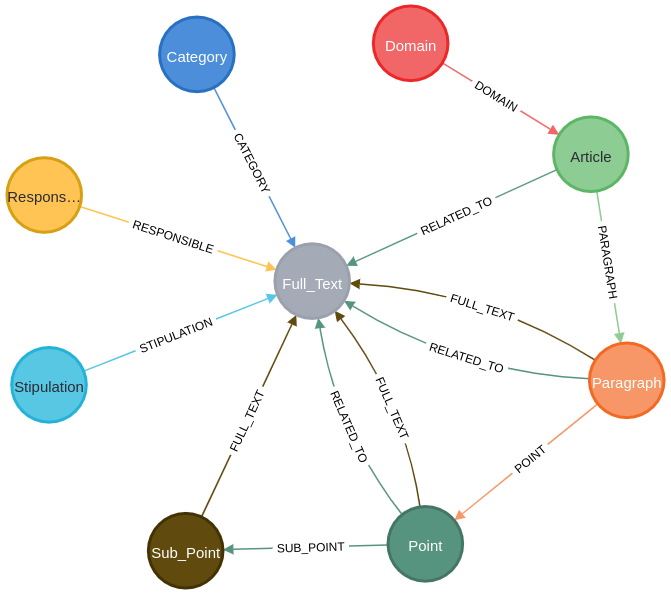 Domain
Category
DOMAIN
Article
CATEGORY
Respons…
RELATED_TO
RESPONSIBLE
PARAGRAPH
Full_Text
FULL_TEXT
STIPULATION
RELATED_TO
Stipulation
Paragraph
FULL_TEXT
RELATED_TO
FULL_TEXT
POINT
Sub_Point
SUB_POINT
Point